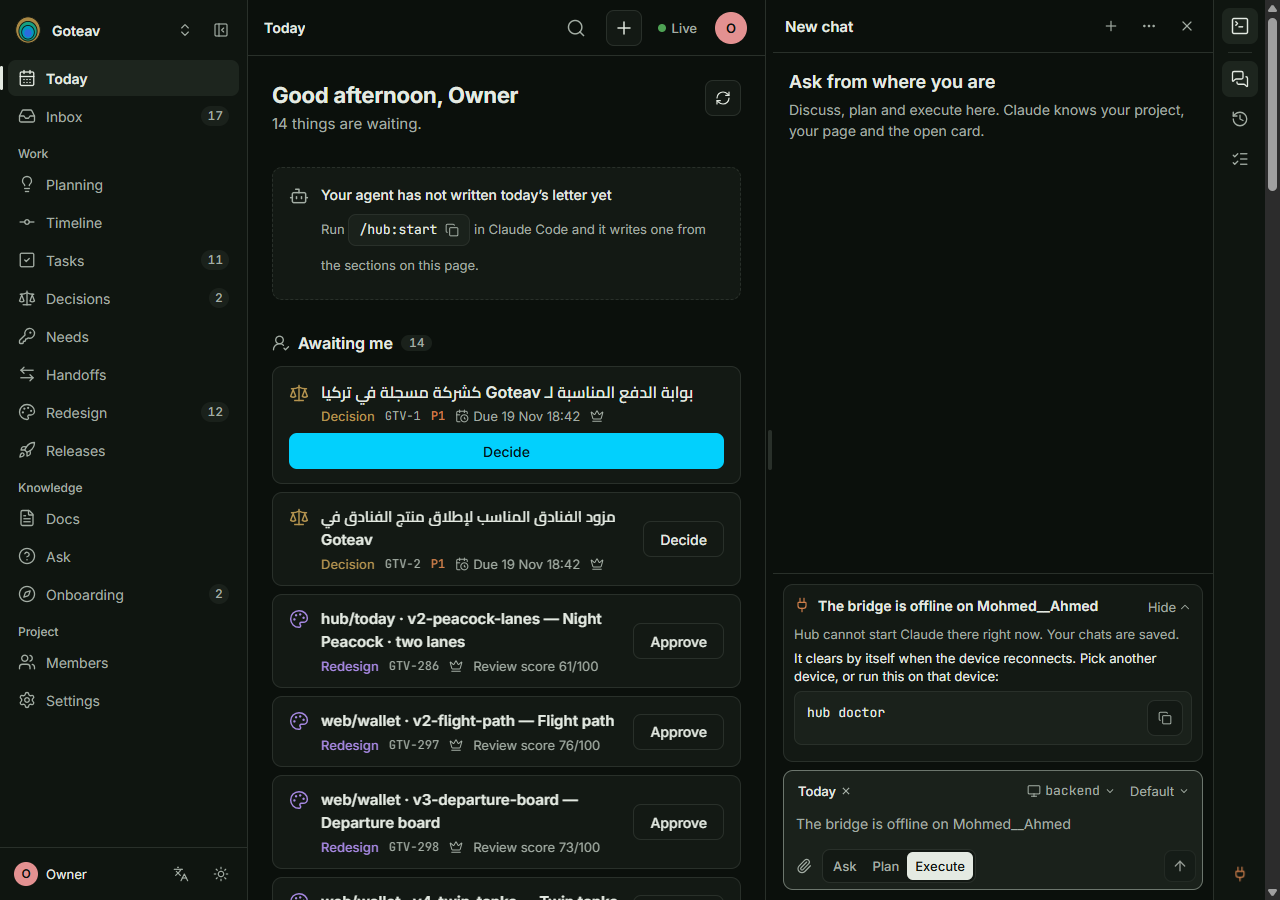 Goteav
Today
Inbox
17
Work
Planning
Timeline
Tasks
11
Decisions
2
Needs
Handoffs
Redesign
12
Releases
Knowledge
Docs
Ask
Onboarding
2
Project
Members
Settings
O
Owner
Today
Live
O
Good afternoon, Owner
14 things are waiting.
Your agent has not written today’s letter yet
Run /hub:start in Claude Code and it writes one from
the sections on this page.
Awaiting me 14
بوابة الدفع المناسبة لـ Goteav كشركة مسجلة في تركيا
Decision GTV-1 P1 Due 19 Nov 18:42
Decide
مزود الفنادق المناسب لإطلاق منتج الفنادق في
Goteav
Decision GTV-2 P1 Due 19 Nov 18:42
Decide
hub/today · v2-peacock-lanes — Night
Peacock · two lanes
Redesign GTV-286 Review score 61/100
Approve
web/wallet · v2-flight-path — Flight path
Redesign GTV-297 Review score 76/100
Approve
web/wallet · v3-departure-board —
Departure board
Redesign GTV-298 Review score 73/100
Approve
New chat
Ask from where you are
Discuss, plan and execute here. Claude knows your project,
your page and the open card.
The bridge is offline on Mohmed__Ahmed
Hide
Hub cannot start Claude there right now. Your chats are saved.
It clears by itself when the device reconnects. Pick another
device, or run this on that device:
hub doctor
Today ×
backend
Default
The bridge is offline on Mohmed__Ahmed
Ask
Plan
Execute